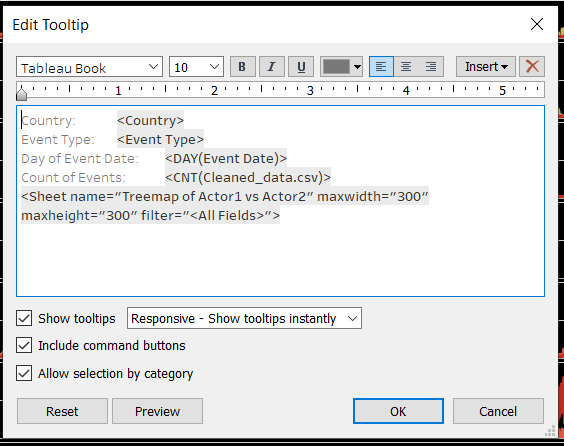 Edit Tooltip
Tableau Book 10 B I U Insert
1 2 3 4 5
Country: <Country>
Event Type: <Event Type>
Day of Event Date: <DAY(Event Date)>
Count of Events: <CNT(Cleaned_data.csv)>
<Sheet name="Treemap of Actor1 vs Actor2" maxwidth="300"
maxheight="300" filter="<All Fields>">
Show tooltips Responsive - Show tooltips instantly
Include command buttons
Allow selection by category
Reset Preview OK Cancel